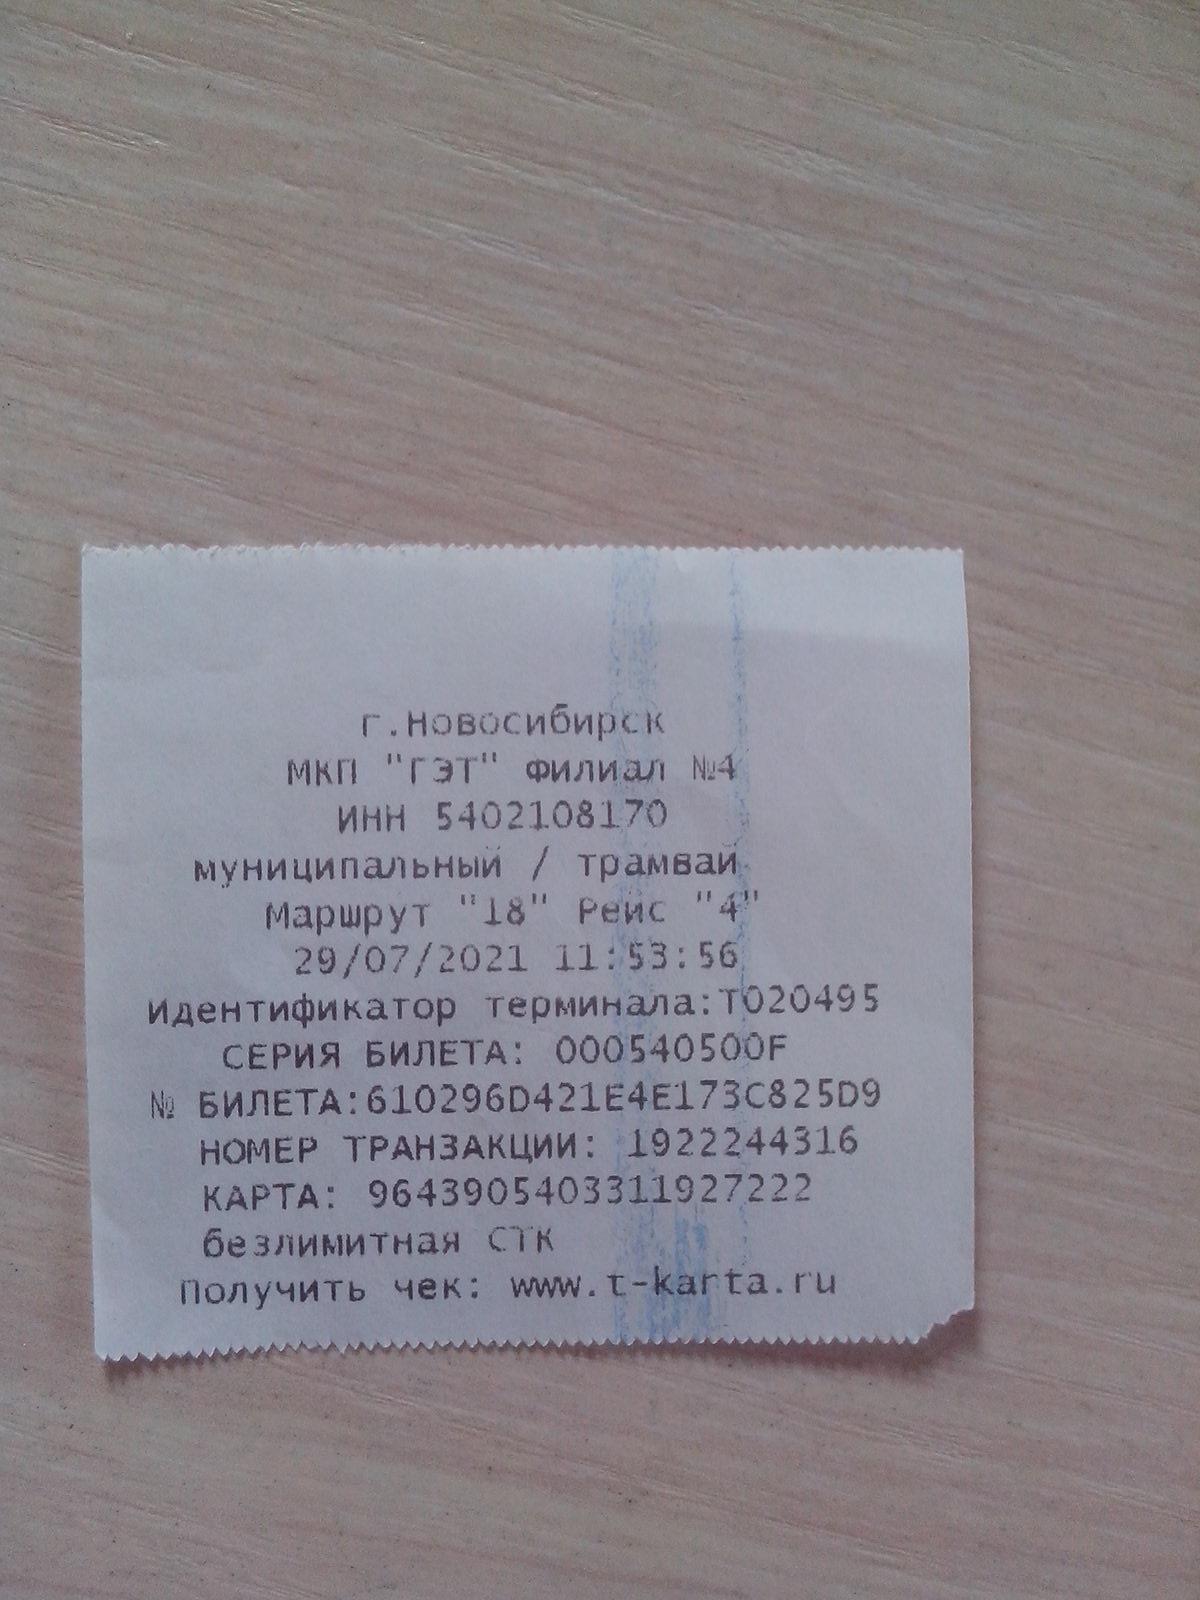 г.Новосибирск
МКП "ГЭТ" Филиал №4
ИНН 5402108170
муниципальный / трамвай
Маршрут "18" Рейс "4"
29/07/2021 11:53:56
Идентификатор терминала:T020495
СЕРИЯ БИЛЕТА: 000540500F
№ БИЛЕТА:610296D421E4E173C825D9
НОМЕР ТРАНЗАКЦИИ: 1922244316
КАРТА: 9643905403311927222
безлимитная СТК
Получить чек: www.t-karta.ru